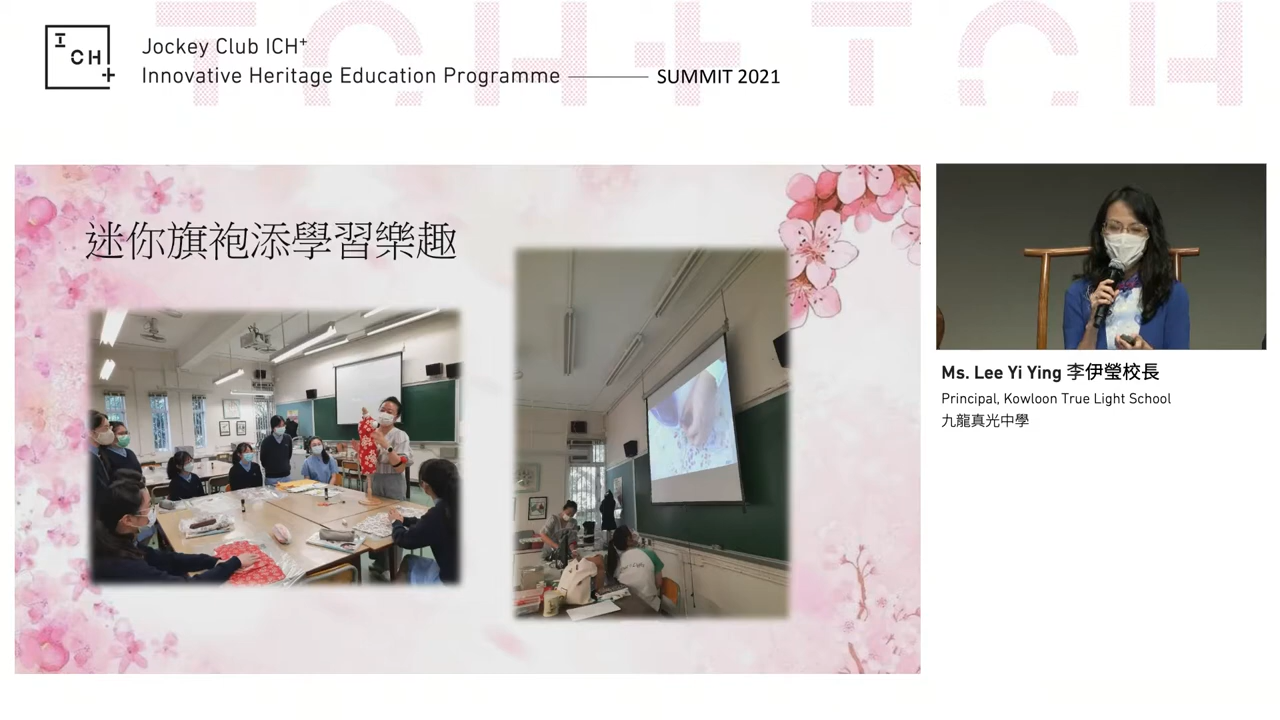 I
CH
+
Jockey Club ICH+
Innovative Heritage Education Programme
SUMMIT 2021
ICH+ ICH
迷你旗袍添學習樂趣
Ms. Lee Yi Ying 李伊瑩校長
Principal, Kowloon True Light School
九龍真光中學